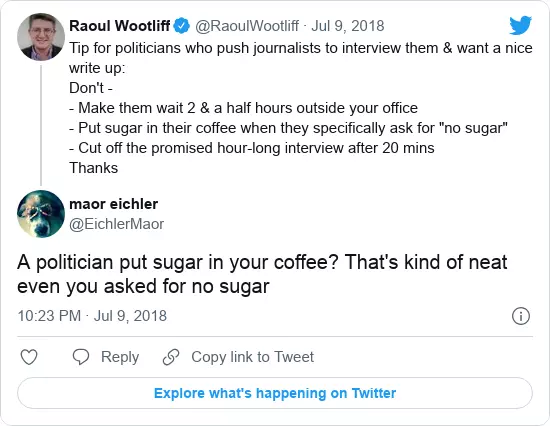 Raoul Wootliff @RaoulWootliff · Jul 9, 2018
Tip for politicians who push journalists to interview them & want a nice
write up:
Don't -
- Make them wait 2 & a half hours outside your office
- Put sugar in their coffee when they specifically ask for "no sugar"
- Cut off the promised hour-long interview after 20 mins
Thanks
maor eichler
@EichlerMaor
A politician put sugar in your coffee? That's kind of neat
even you asked for no sugar
10:23 PM · Jul 9, 2018
Reply Copy link to Tweet
Explore what's happening on Twitter